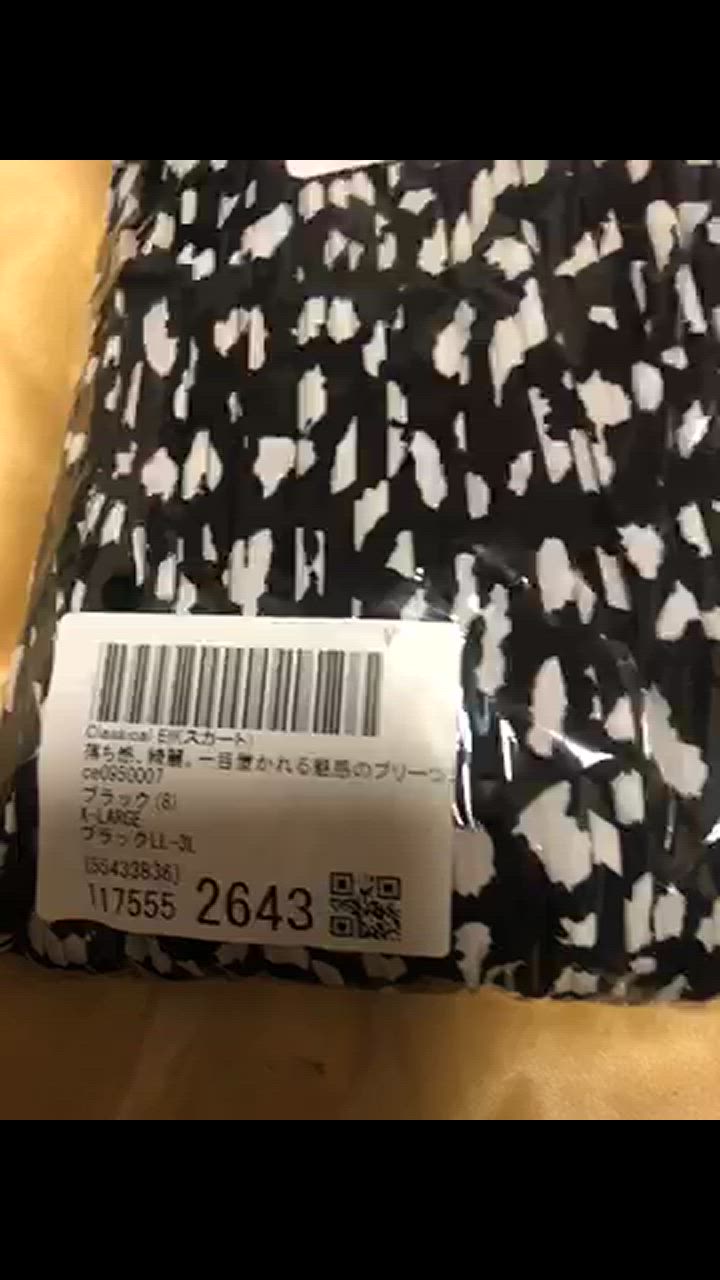 Classical Elf(スカート)
落ち感、綺麗。一目惹かれる魅惑のプリーツ
ce0950007
ブラック(8)
X-LARGE
ブラックLL-3L
[55433836]
117555 2643